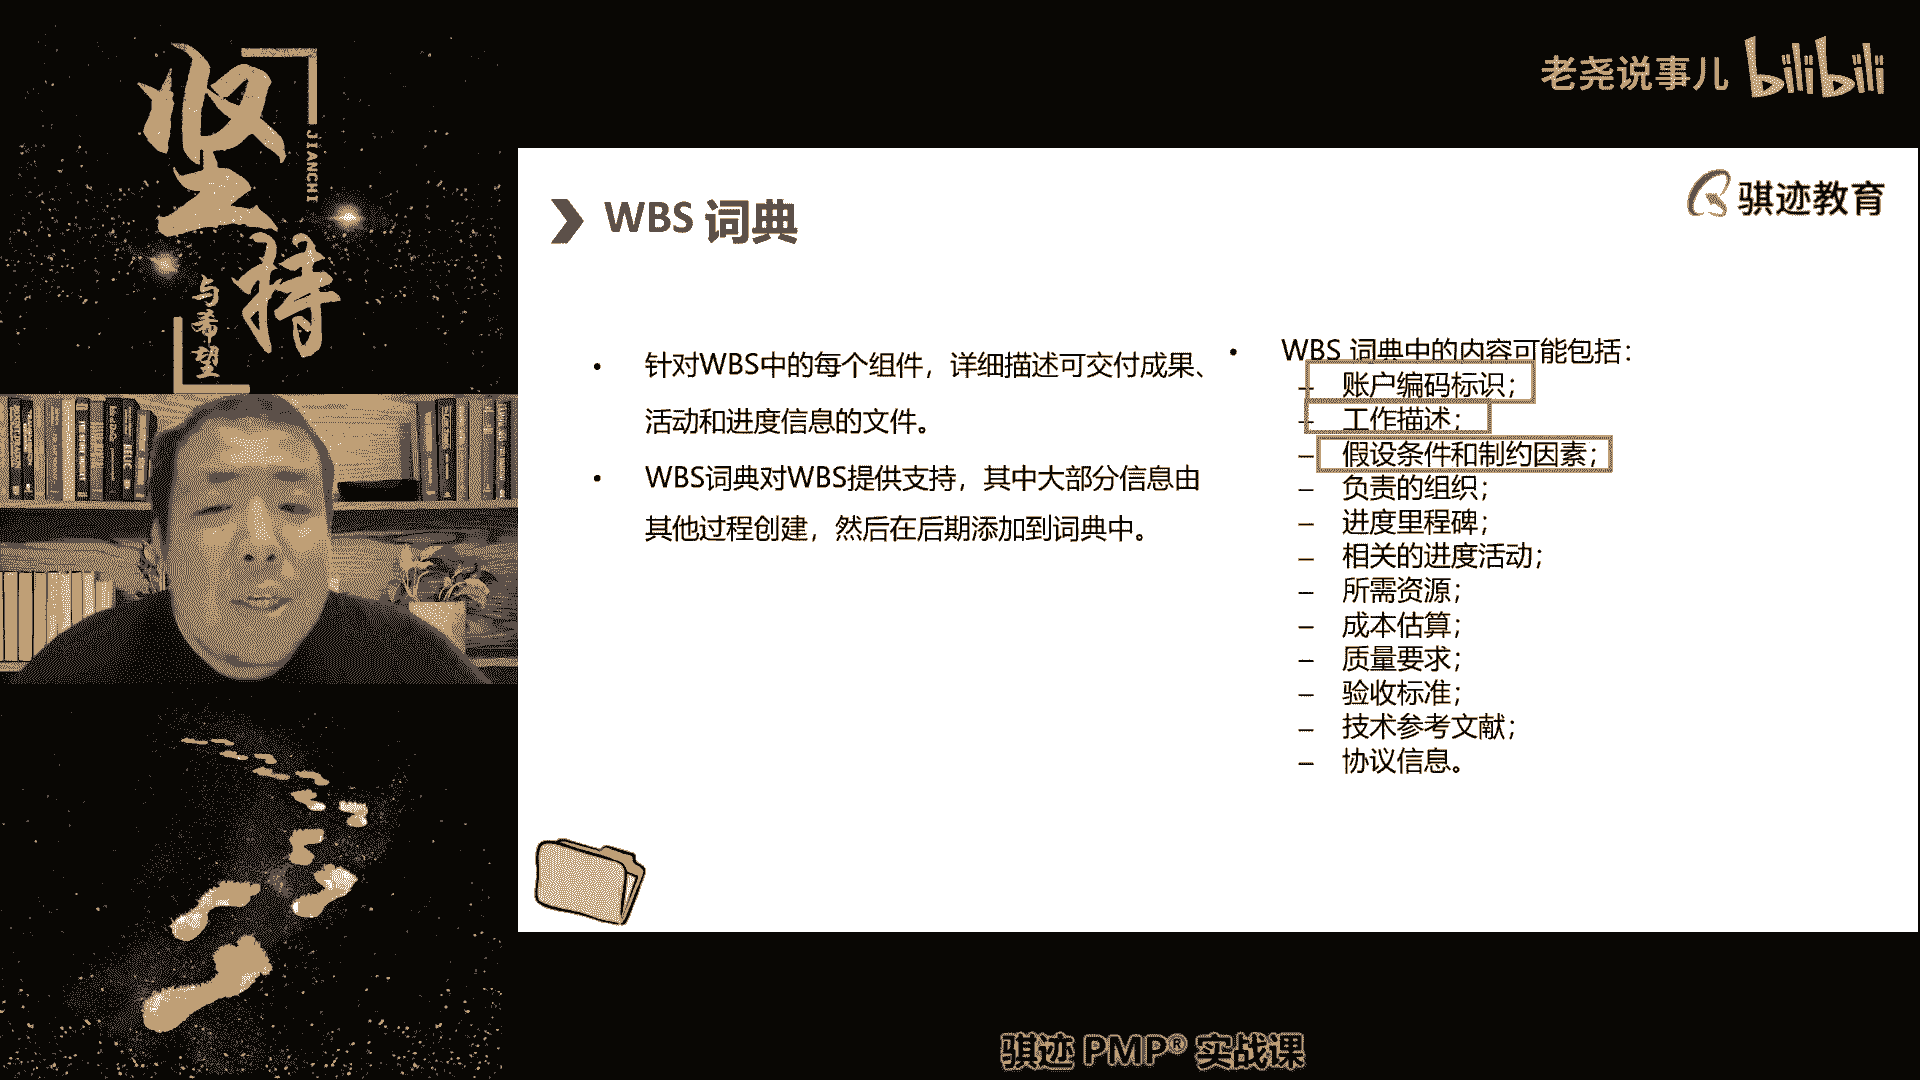 坚持
JIANCHI
与希望
老尧说事儿 bilibili
骐迹教育
WBS 词典
• 针对WBS中的每个组件，详细描述可交付成果、
活动和进度信息的文件。
• WBS词典对WBS提供支持，其中大部分信息由
其他过程创建，然后在后期添加到词典中。
• WBS 词典中的内容可能包括：
– 账户编码标识；
– 工作描述；
– 假设条件和制约因素；
– 负责的组织；
– 进度里程碑；
– 相关的进度活动；
– 所需资源；
– 成本估算；
– 质量要求；
– 验收标准；
– 技术参考文献；
– 协议信息。
骐迹 PMP® 实战课